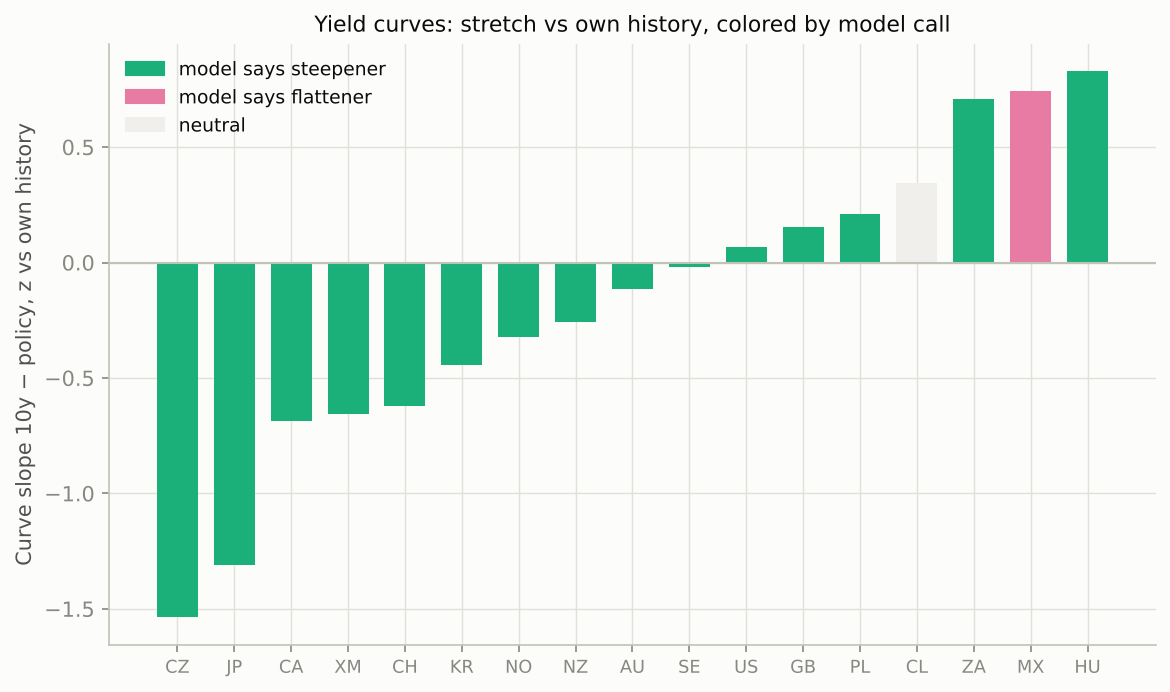 Yield curves: stretch vs own history, colored by model call
model says steepener
model says flattener
neutral
Curve slope 10y − policy, z vs own history
0.5
0.0
−0.5
−1.0
−1.5
CZ JP CA XM CH KR NO NZ AU SE US GB PL CL ZA MX HU